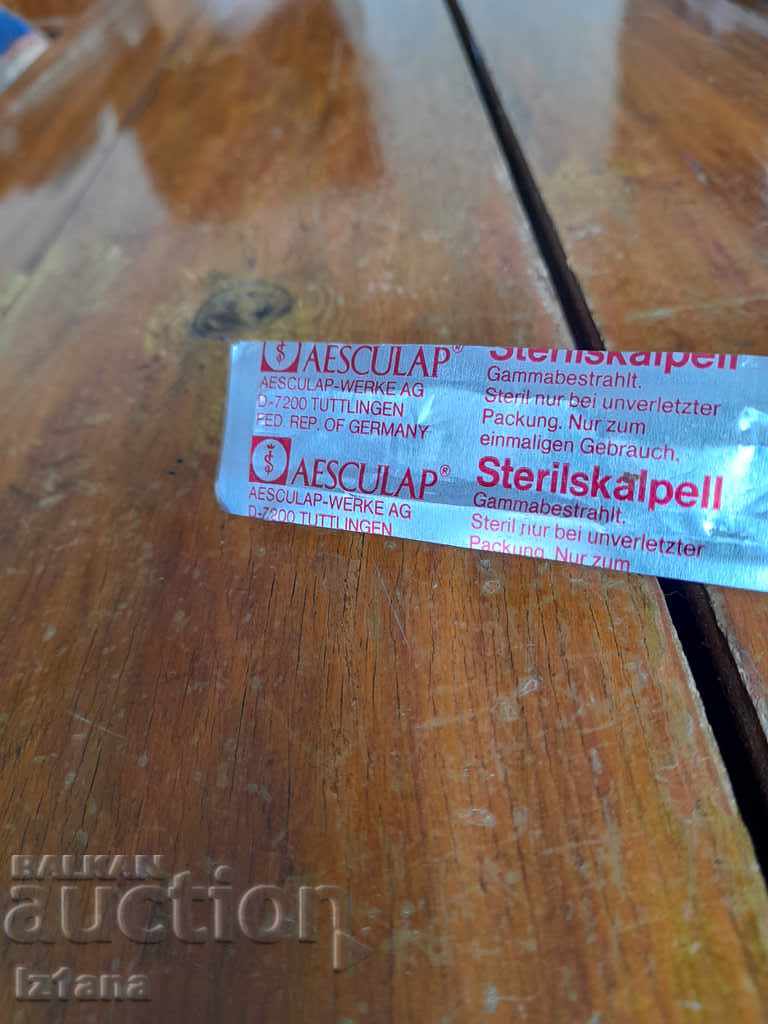 AESCULAP®
AESCULAP-WERKE AG
D-7200 TUTTLINGEN
FED. REP. OF GERMANY
Sterilskalpell
Gammabestrahlt.
Steril nur bei unverletzter
Packung. Nur zum
einmaligen Gebrauch.
AESCULAP®
AESCULAP-WERKE AG
D-7200 TUTTLINGEN
Sterilskalpell
Gammabestrahlt.
Steril nur bei unverletzter
Packung. Nur zum
BALKAN
auction
Iz1ana